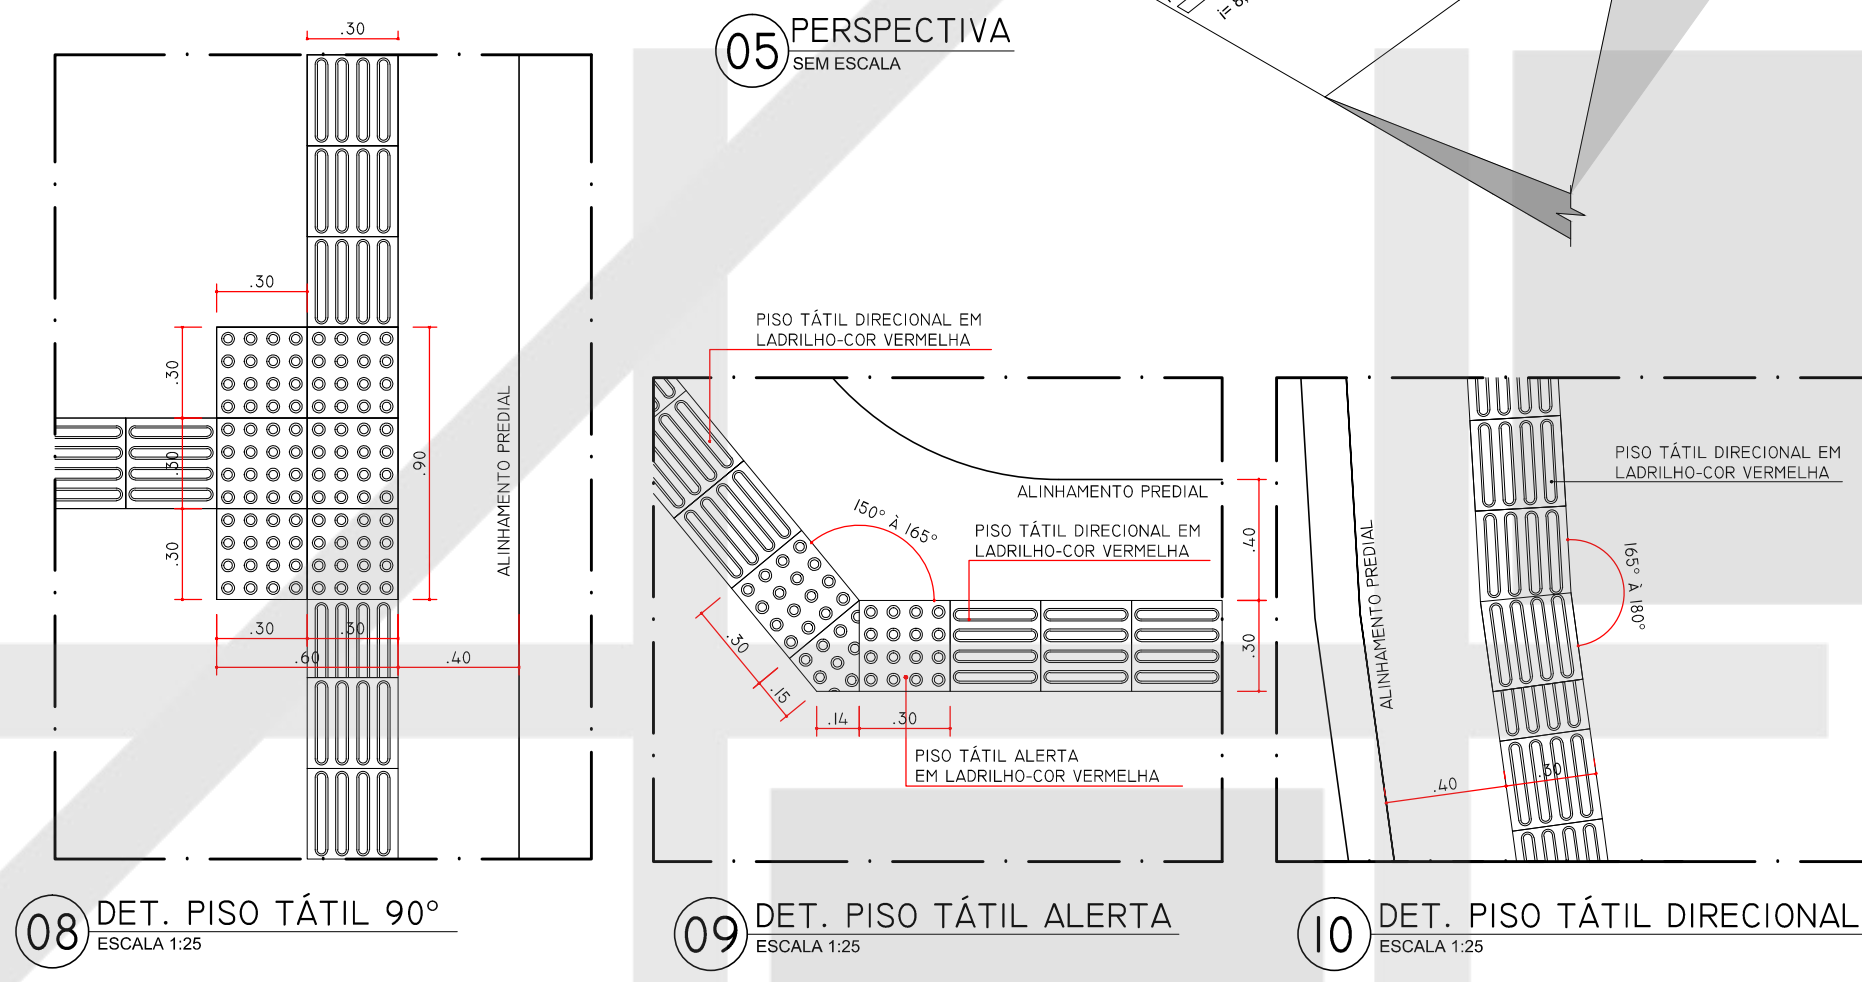 05
PERSPECTIVA
SEM ESCALA
i= 8,
.30
.30
.30
.30
.30
.90
.30
.30
.60
.40
ALINHAMENTO PREDIAL
08
DET. PISO TÁTIL 90°
ESCALA 1:25
PISO TÁTIL DIRECIONAL EM
LADRILHO-COR VERMELHA
ALINHAMENTO PREDIAL
150° À 165°
PISO TÁTIL DIRECIONAL EM
LADRILHO-COR VERMELHA
.40
.30
.30
.15
.14
.30
PISO TÁTIL ALERTA
EM LADRILHO-COR VERMELHA
09
DET. PISO TÁTIL ALERTA
ESCALA 1:25
PISO TÁTIL DIRECIONAL EM
LADRILHO-COR VERMELHA
165° À 180°
ALINHAMENTO PREDIAL
.40
.30
10
DET. PISO TÁTIL DIRECIONAL
ESCALA 1:25